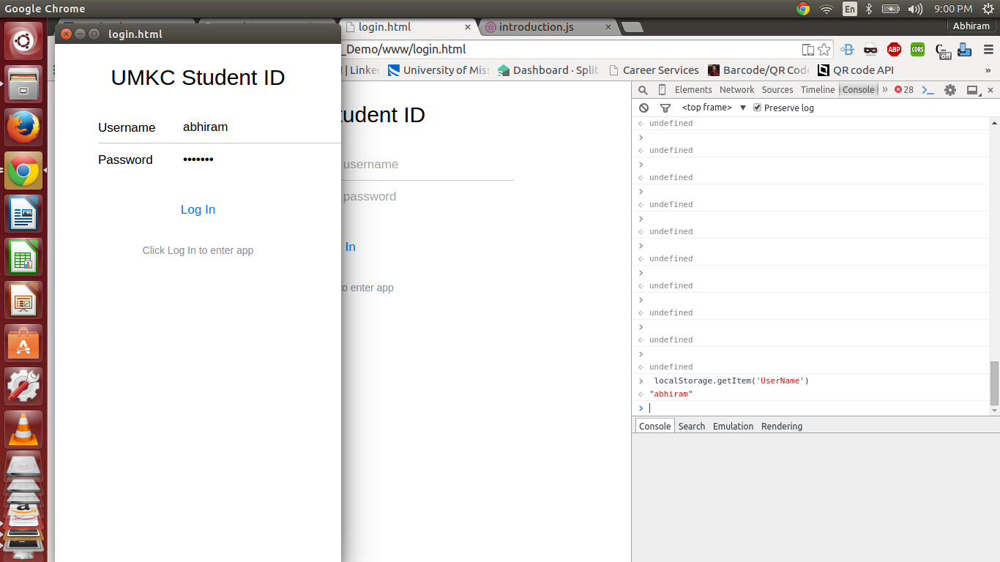 Google Chrome
En
9:00 PM
login.html
login.html
introduction.js
Abhiram
_Demo/www/login.html
ABP
CORS
off
Linke
University of Mis
Dashboard · Split
Career Services
Barcode/QR Code
QR code API
»
UMKC Student ID
Username abhiram
Password •••••••
Log In
Click Log In to enter app
tudent ID
username
password
In
to enter app
Elements Network Sources Timeline Console » 28
<top frame> ▼ Preserve log
undefined
>
undefined
>
undefined
>
undefined
>
undefined
>
undefined
>
undefined
>
undefined
>
undefined
>
undefined
> localStorage.getItem('UserName')
"abhiram"
>
Console Search Emulation Rendering